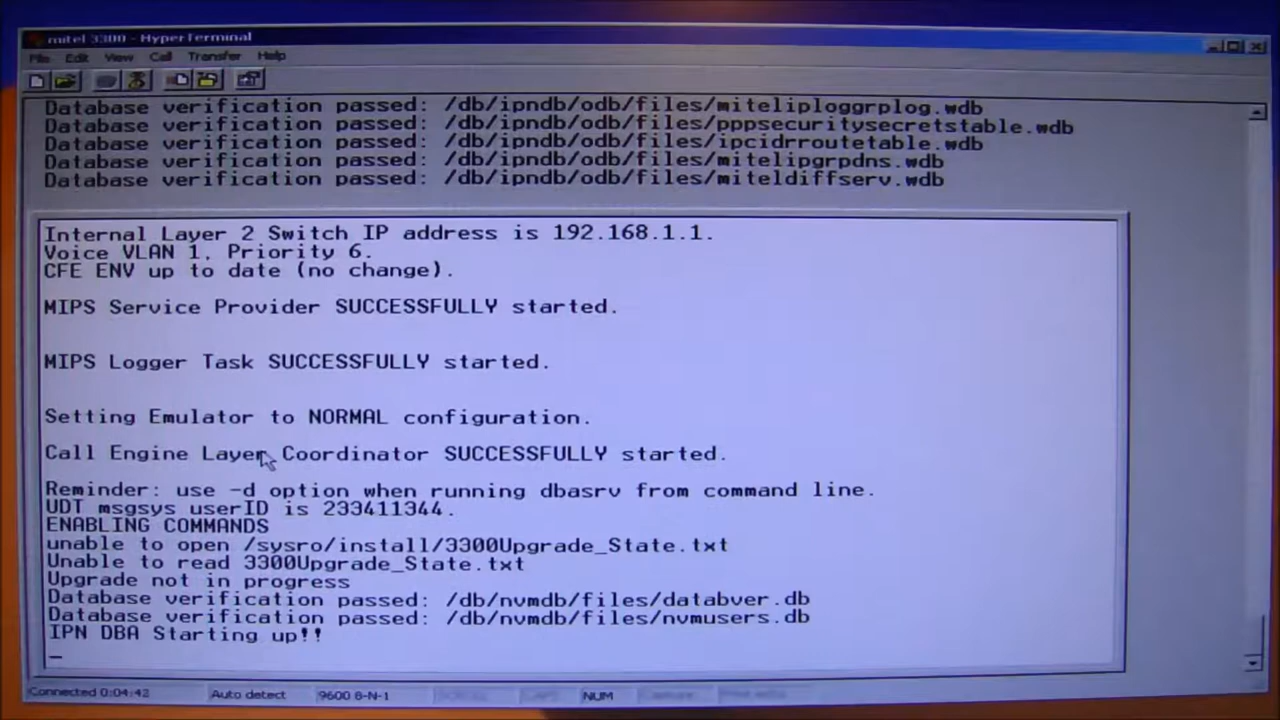 mitel 3300 - HyperTerminal
File Edit View Call Transfer Help
Database verification passed: /db/ipndb/odb/files/miteliploggrplog.wdb
Database verification passed: /db/ipndb/odb/files/pppsecuritysecretstable.wdb
Database verification passed: /db/ipndb/odb/files/ipcidrroutetable.wdb
Database verification passed: /db/ipndb/odb/files/mitelipgrpdns.wdb
Database verification passed: /db/ipndb/odb/files/miteldiffserv.wdb
Internal Layer 2 Switch IP address is 192.168.1.1.
Voice VLAN 1, Priority 6.
CFE ENV up to date (no change).
MIPS Service Provider SUCCESSFULLY started.
MIPS Logger Task SUCCESSFULLY started.
Setting Emulator to NORMAL configuration.
Call Engine Layer Coordinator SUCCESSFULLY started.
Reminder: use -d option when running dbasrv from command line.
UDT msgsys userID is 233411344.
ENABLING COMMANDS
unable to open /sysro/install/3300Upgrade_State.txt
Unable to read 3300Upgrade_State.txt
Upgrade not in progress
Database verification passed: /db/nvmdb/files/databver.db
Database verification passed: /db/nvmdb/files/nvmusers.db
IPN DBA Starting up!!
_
Connected 0:04:42 Auto detect 9600 8-N-1 SCROLL CAPS NUM Capture Print echo